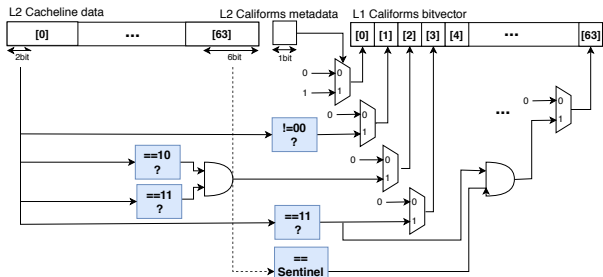 L2 Cacheline data
L2 Califorms metadata
L1 Califorms bitvector
[0] ... [63]
[0] [1] [2] [3] [4] ... [63]
2bit
6bit
1bit
0 0
1 1
0 0
1
...
0 0
1
!=00
?
0 0
1
==10
?
==11
?
0 0
1
==11
?
==
Sentinel